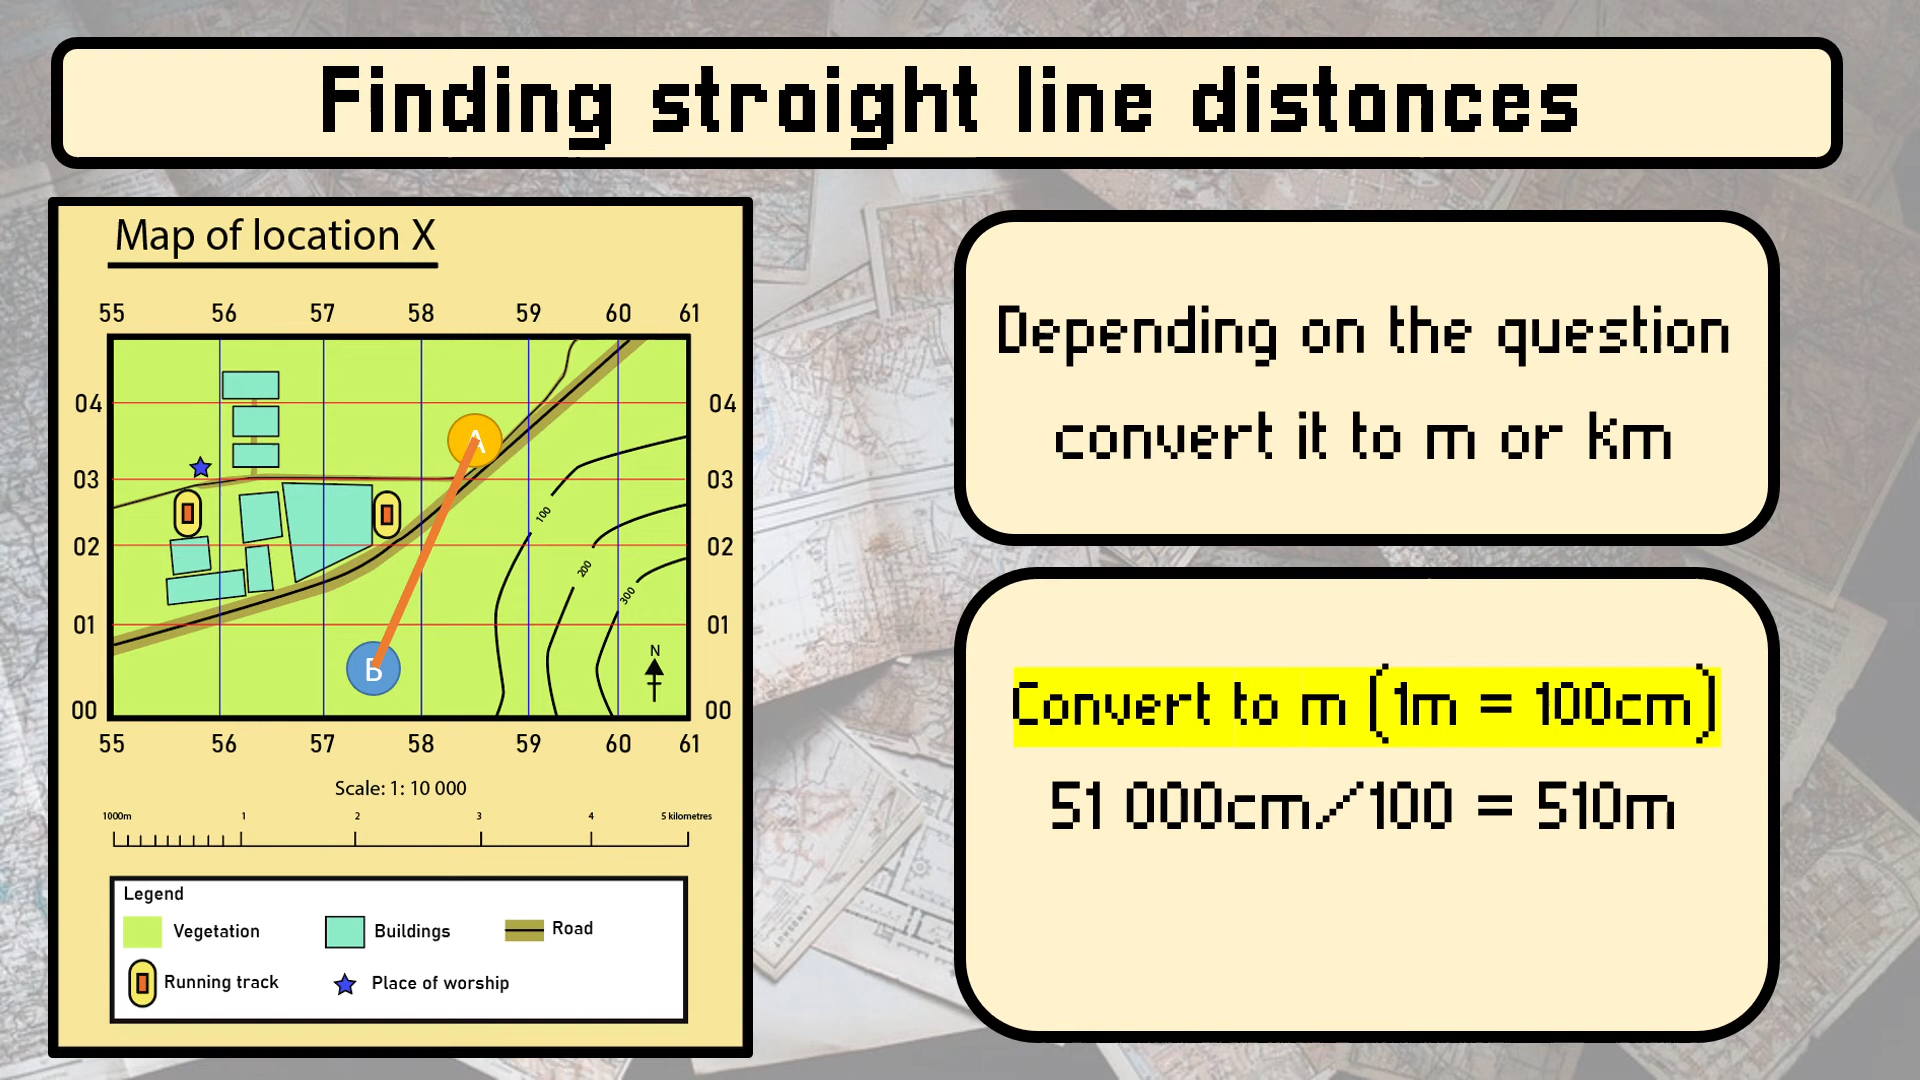 Finding straight line distances
Map of location X
55 56 57 58 59 60 61
04 04
03 03
02 02
01 01
00 00
A
B
100
200
300
N
55 56 57 58 59 60 61
Scale: 1: 10 000
1000m 1 2 3 4 5 kilometres
Legend
Vegetation Buildings Road
Running track Place of worship
Depending on the question
convert it to m or km
Convert to m (1m = 100cm)
51 000cm/100 = 510m